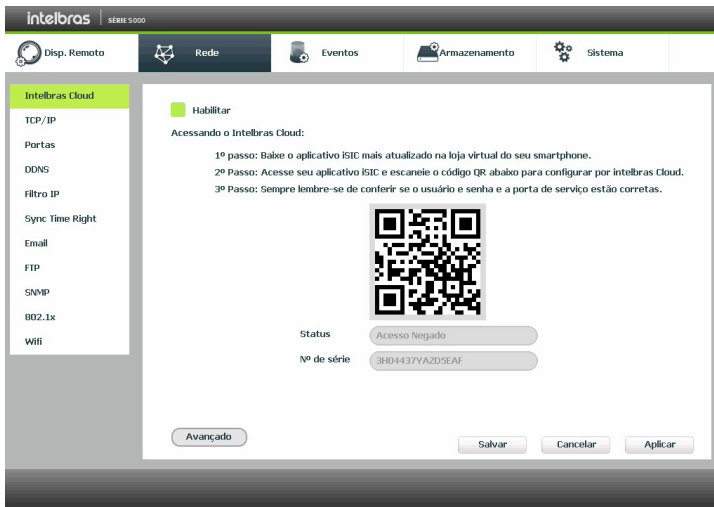 intelbras | SÉRIE 5000
Disp. Remoto
Rede
Eventos
Armazenamento
Sistema
Intelbras Cloud
TCP/IP
Portas
DDNS
Filtro IP
Sync Time Right
Email
FTP
SNMP
802.1x
Wifi
Habilitar
Acessando o Intelbras Cloud:
1º passo: Baixe o aplicativo iSIC mais atualizado na loja virtual do seu smartphone.
2º Passo: Acesse seu aplicativo iSIC e escaneie o código QR abaixo para configurar por intelbras Cloud.
3º Passo: Sempre lembre-se de conferir se o usuário e senha e a porta de serviço estão corretas.
Status
Acesso Negado
Nº de série
3H04437YAZD5EAF
Avançado
Salvar
Cancelar
Aplicar